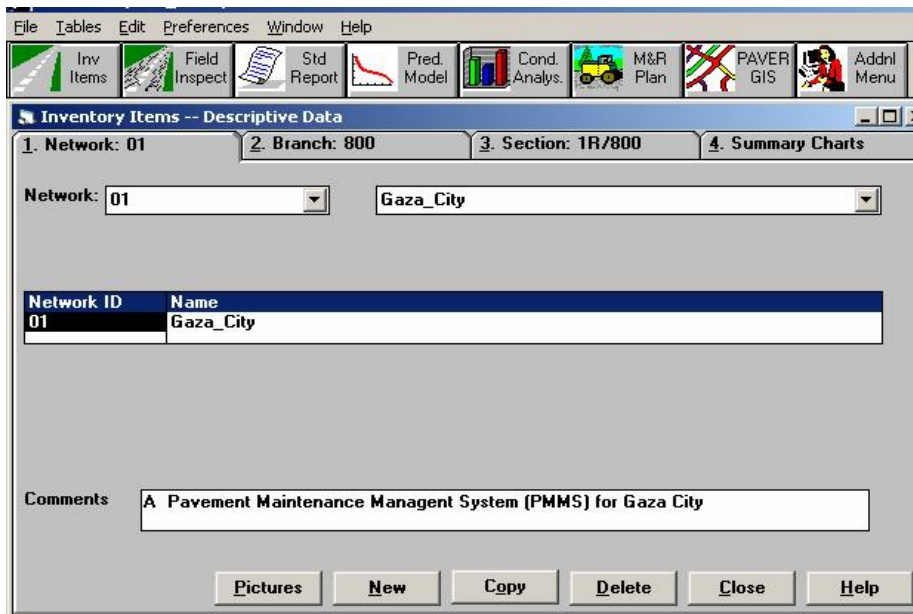 File Tables Edit Preferences Window Help
Inv Items
Field Inspect
Std Report
Pred. Model
Cond. Analys.
M&R Plan
PAVER GIS
Addnl Menu
Inventory Items -- Descriptive Data
1. Network: 01 2. Branch: 800 3. Section: 1R/800 4. Summary Charts
Network: 01 Gaza_City
Network ID Name
01 Gaza_City
Comments A Pavement Maintenance Managent System (PMMS) for Gaza City
Pictures New Copy Delete Close Help